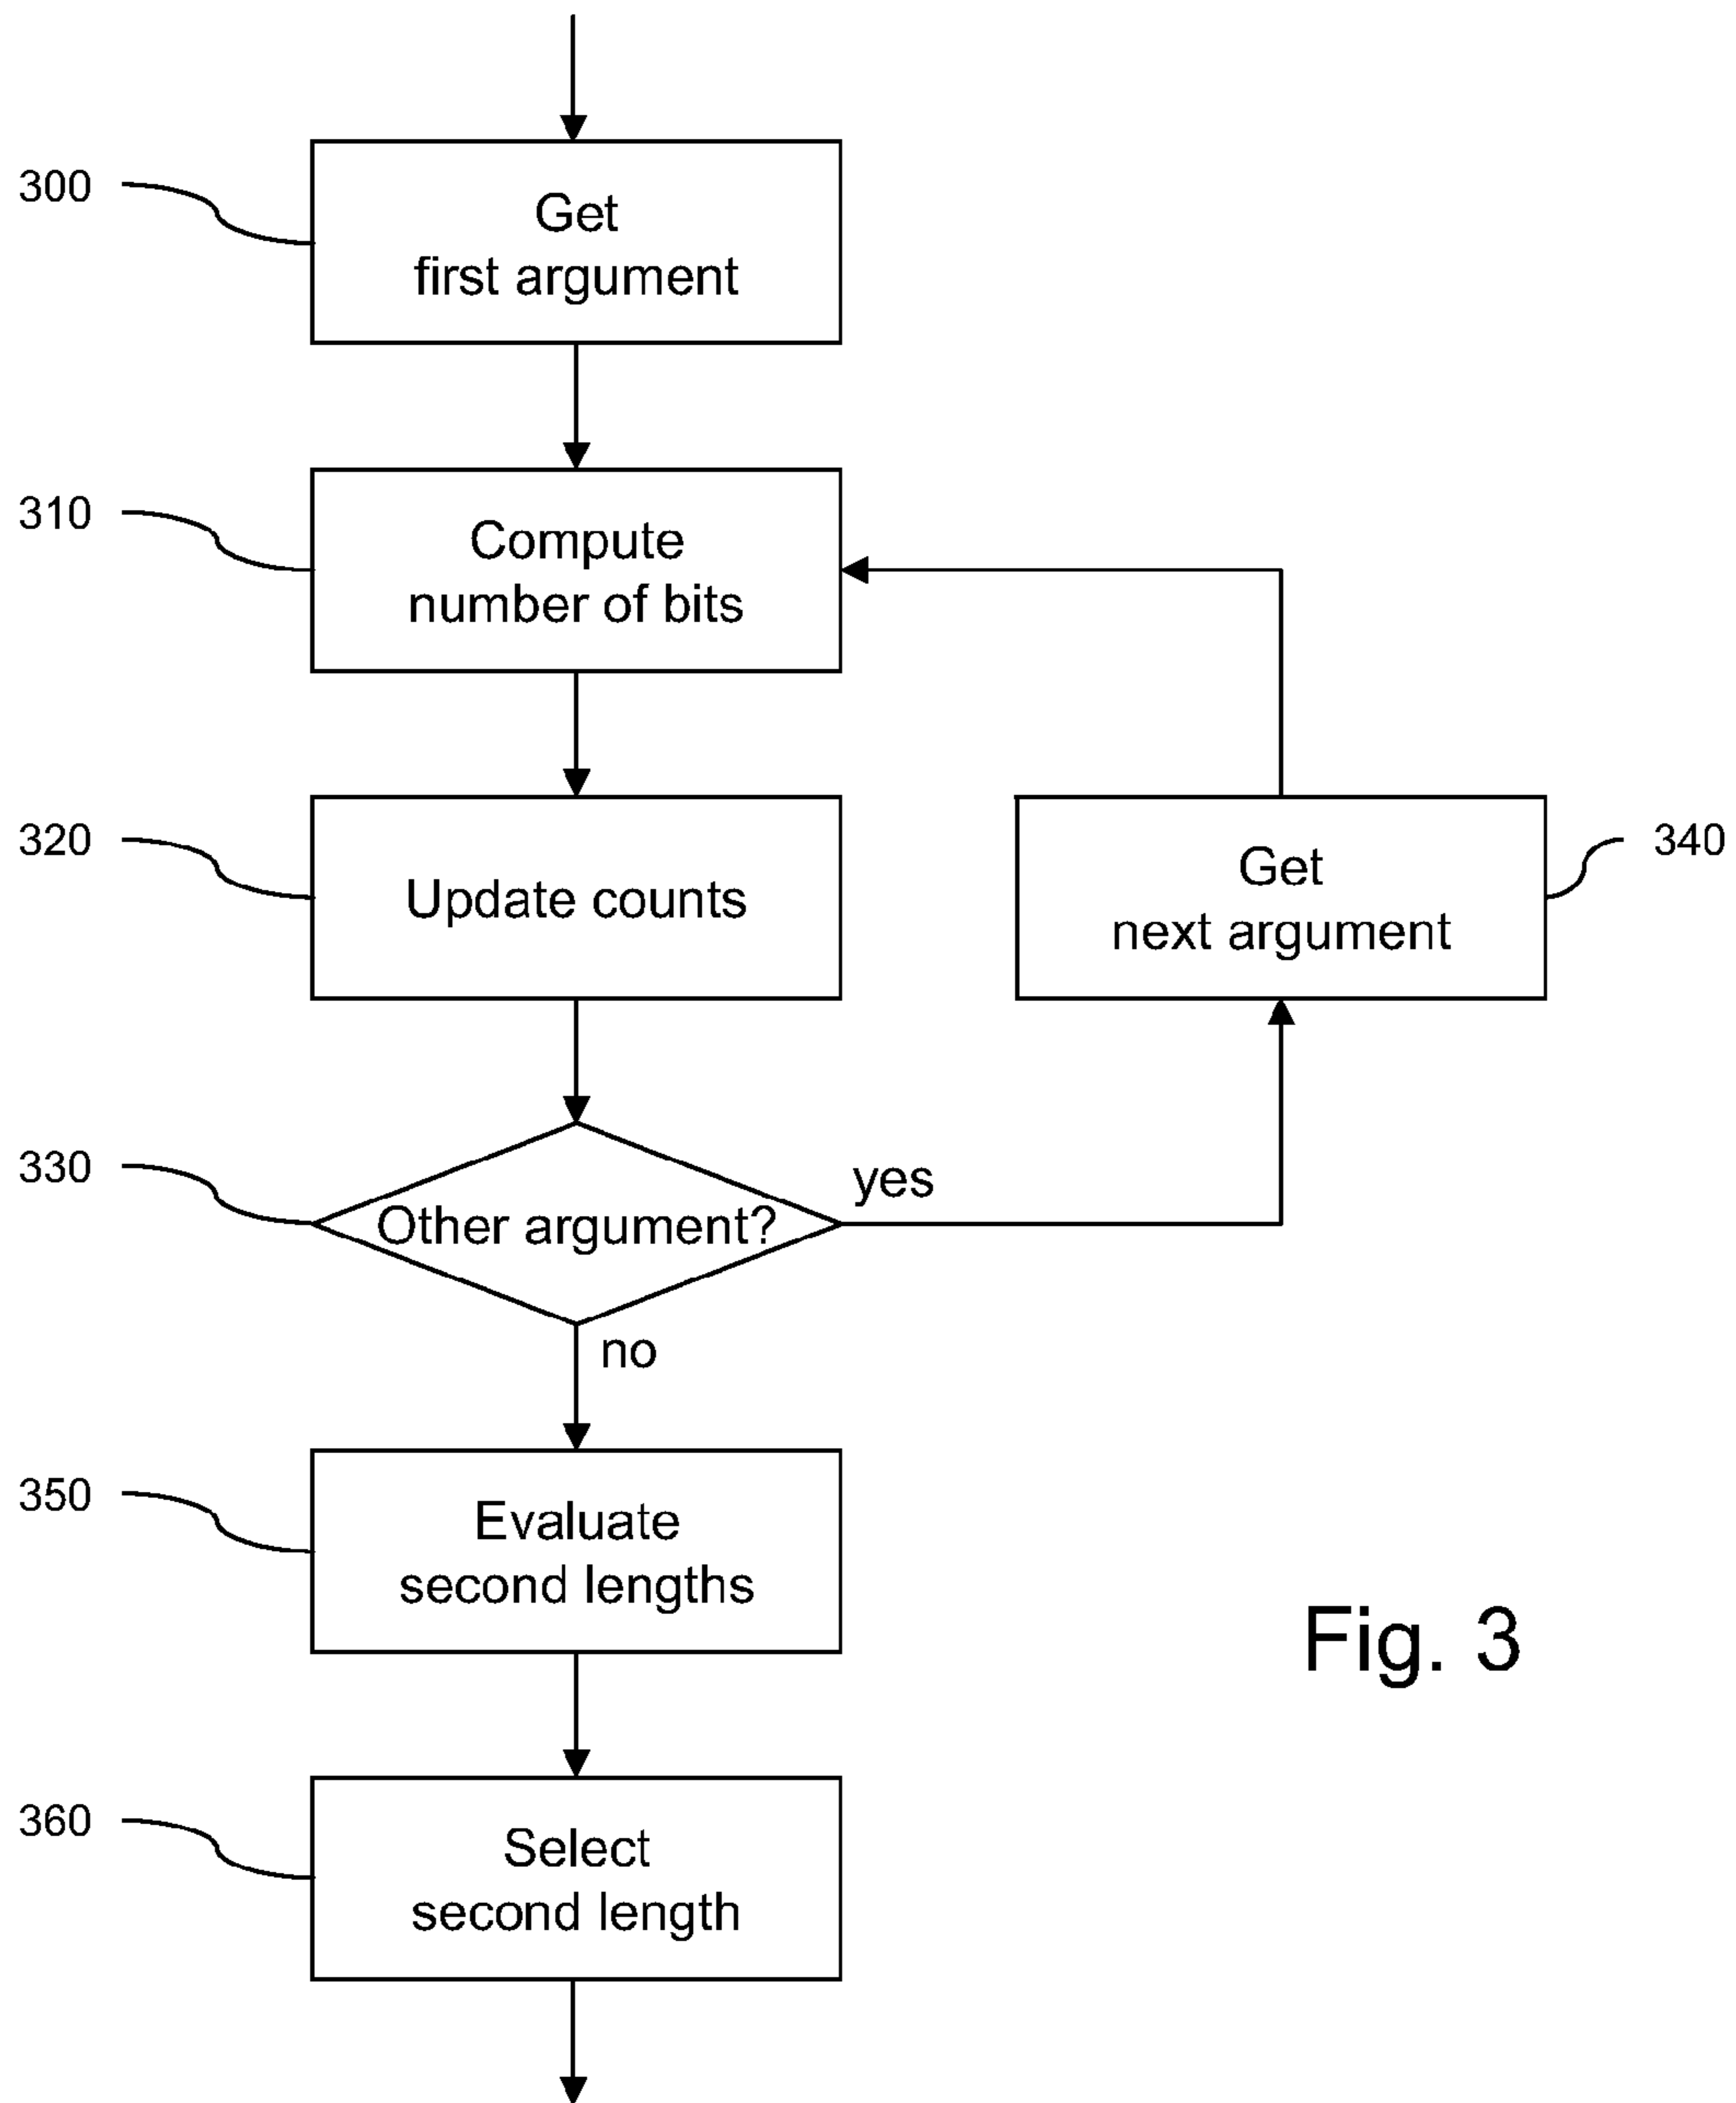 300
Get
first argument
310
Compute
number of bits
320
Update counts
340
Get
next argument
330
Other argument?
yes
no
350
Evaluate
second lengths
Fig. 3
360
Select
second length